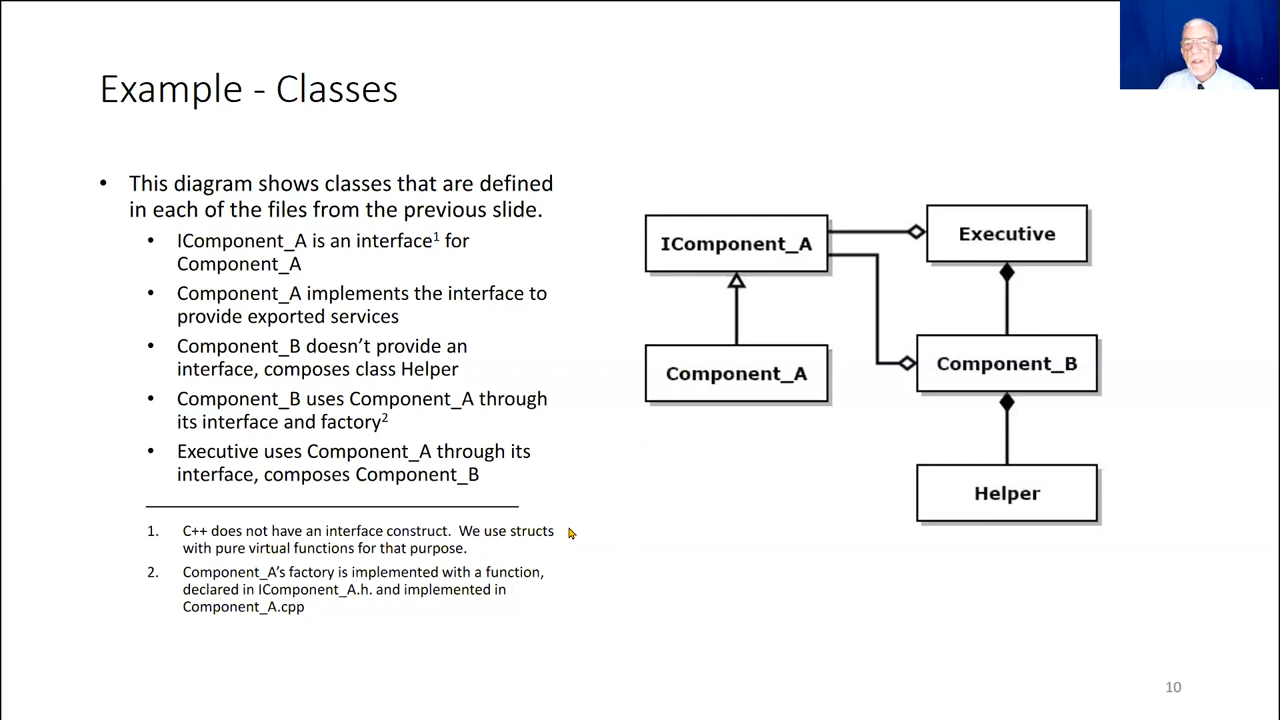 Example - Classes
• This diagram shows classes that are defined
in each of the files from the previous slide.
• IComponent_A is an interface¹ for
Component_A
• Component_A implements the interface to
provide exported services
• Component_B doesn’t provide an
interface, composes class Helper
• Component_B uses Component_A through
its interface and factory²
• Executive uses Component_A through its
interface, composes Component_B
1. C++ does not have an interface construct. We use structs
with pure virtual functions for that purpose.
2. Component_A’s factory is implemented with a function,
declared in IComponent_A.h. and implemented in
Component_A.cpp
IComponent_A
Executive
Component_A
Component_B
Helper
10